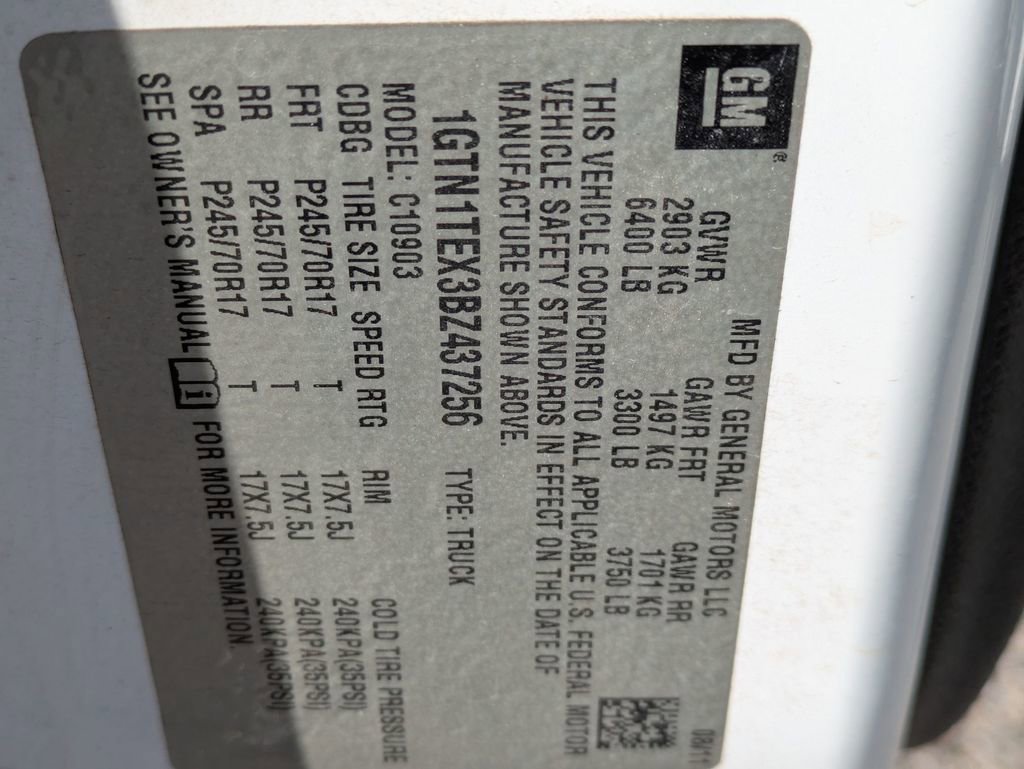 GM ®
MFD BY GENERAL MOTORS LLC 08/11
GVWR GAWR FRT GAWR RR
2903 KG 1497 KG 1701 KG
6400 LB 3300 LB 3750 LB
THIS VEHICLE CONFORMS TO ALL APPLICABLE U.S. FEDERAL MOTOR
VEHICLE SAFETY STANDARDS IN EFFECT ON THE DATE OF
MANUFACTURE SHOWN ABOVE.
1GTN1TEX3BZ437256 TYPE: TRUCK
MODEL: C10903
CDBG TIRE SIZE SPEED RTG RIM COLD TIRE PRESSURE
FRT P245/70R17 T 17X7.5J 240KPA(35PSI)
RR P245/70R17 T 17X7.5J 240KPA(35PSI)
SPA P245/70R17 T 17X7.5J 240KPA(35PSI)
SEE OWNER'S MANUAL i FOR MORE INFORMATION.